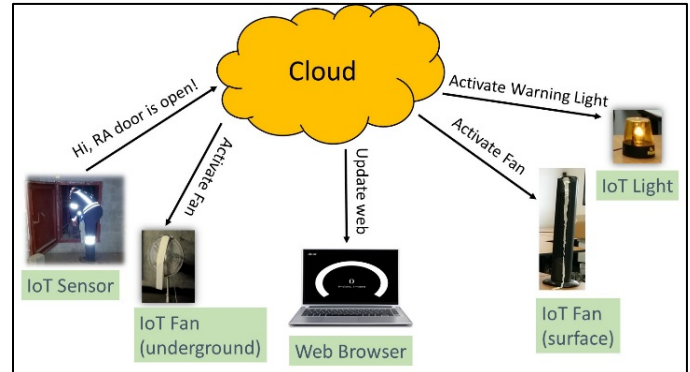 Cloud
Hi, RA door is open!
Activate Fan
Update web
Activate Fan
Activate Warning Light
IoT Sensor
IoT Fan
(underground)
Web Browser
IoT Fan
(surface)
IoT Light